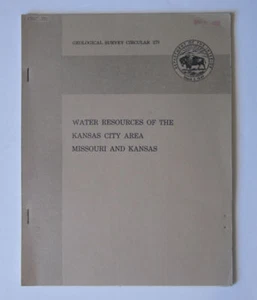 GEOLOGICAL SURVEY CIRCULAR 273
WATER RESOURCES OF THE
KANSAS CITY AREA
MISSOURI AND KANSAS